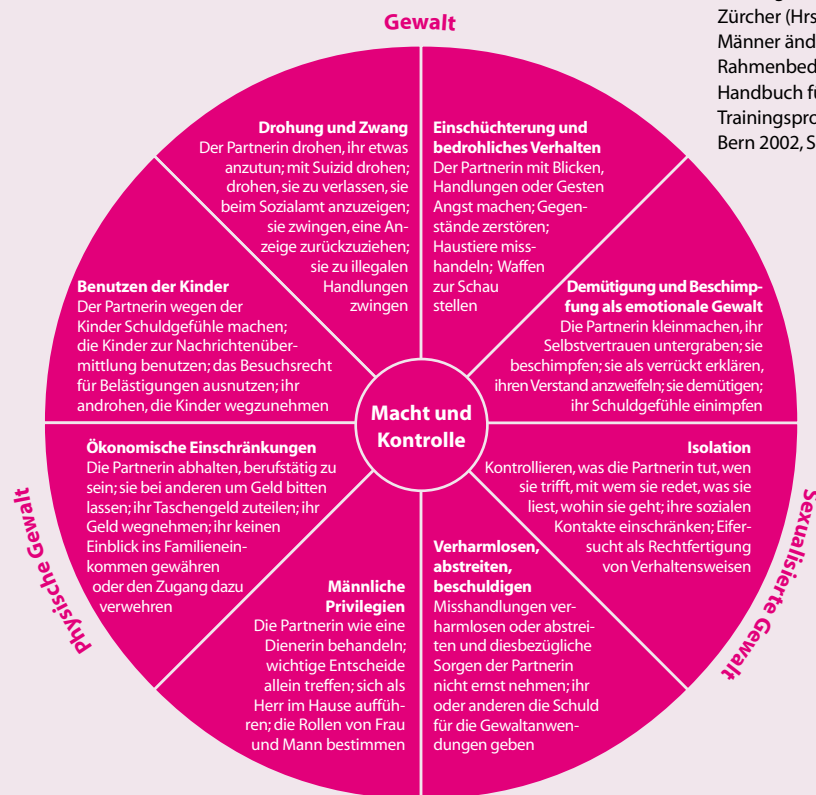 Gewalt
Zürcher (Hrs
Männer änd
Rahmenbed
Handbuch fü
Trainingspro
Bern 2002, S
Drohung und Zwang
Der Partnerin drohen, ihr etwas
anzutun; mit Suizid drohen;
drohen, sie zu verlassen, sie
beim Sozialamt anzuzeigen;
sie zwingen, eine An-
zeige zurückzuziehen;
sie zu illegalen
Handlungen
zwingen
Einschüchterung und
bedrohliches Verhalten
Der Partnerin mit Blicken,
Handlungen oder Gesten
Angst machen; Gegen-
stände zerstören;
Haustiere miss-
handeln; Waffen
zur Schau
stellen
Benutzen der Kinder
Der Partnerin wegen der
Kinder Schuldgefühle machen;
die Kinder zur Nachrichtenüber-
mittlung benutzen; das Besuchsrecht
für Belästigungen ausnutzen; ihr
androhen, die Kinder wegzunehmen
Demütigung und Beschimp-
fung als emotionale Gewalt
Die Partnerin kleinmachen, ihr
Selbstvertrauen untergraben; sie
beschimpfen; sie als verrückt erklären,
ihren Verstand anzweifeln; sie demütigen;
ihr Schuldgefühle einimpfen
Macht und
Kontrolle
Ökonomische Einschränkungen
Die Partnerin abhalten, berufstätig zu
sein; sie bei anderen um Geld bitten
lassen; ihr Taschengeld zuteilen; ihr
Geld wegnehmen; ihr keinen
Einblick ins Familienein-
kommen gewähren
oder den Zugang dazu
verwehren
Isolation
Kontrollieren, was die Partnerin tut, wen
sie trifft, mit wem sie redet, was sie
liest, wohin sie geht; ihre sozialen
Kontakte einschränken; Eifer-
sucht als Rechtfertigung
von Verhaltensweisen
Männliche
Privilegien
Die Partnerin wie eine
Dienerin behandeln;
wichtige Entscheide
allein treffen; sich als
Herr im Hause auffüh-
ren; die Rollen von Frau
und Mann bestimmen
Verharmlosen,
abstreiten,
beschuldigen
Misshandlungen ver-
harmlosen oder abstrei-
ten und diesbezügliche
Sorgen der Partnerin
nicht ernst nehmen; ihr
oder anderen die Schuld
für die Gewaltanwen-
dungen geben
Physische Gewalt
Sexualisierte Gewalt